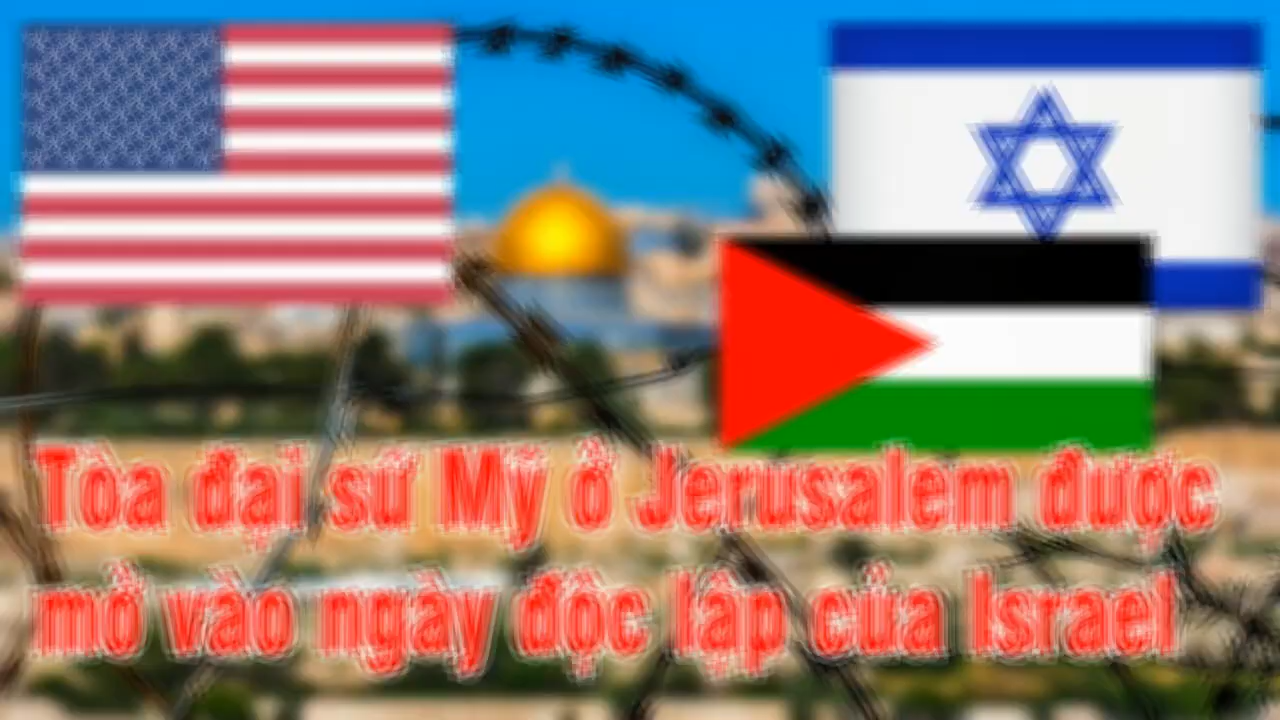 Tòa đại sứ Mỹ ở Jerusalem được
mở vào ngày độc lập của Israel